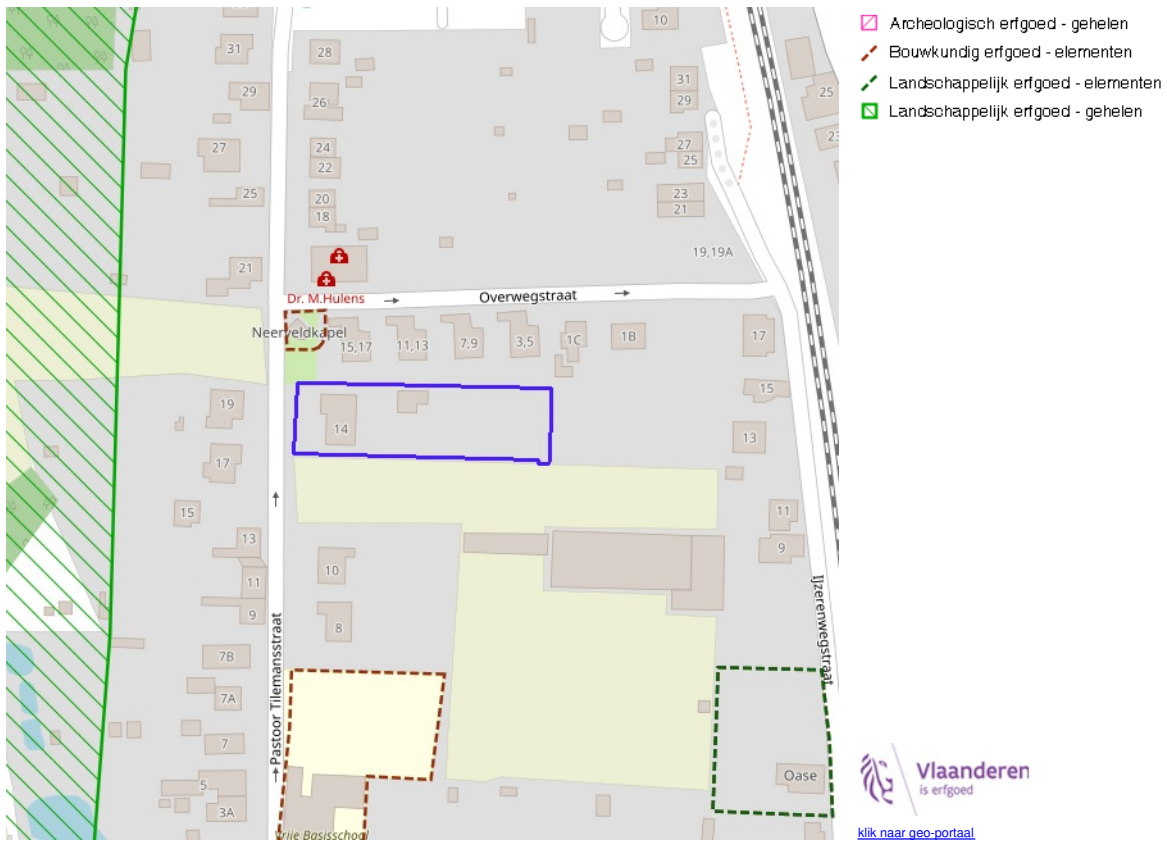 Archeologisch erfgoed - gehelen
Bouwkundig erfgoed - elementen
Landschappelijk erfgoed - elementen
Landschappelijk erfgoed - gehelen
10
31
28
29
26
31
29
25
23
27
24
22
27
25
25
20
18
23
21
21
19,19A
Dr. M.Hulens
Overwegstraat
Neerveldkapel
15,17
11,13
7,9
3,5
1C
1B
17
15
19
14
13
17
15
11
13
9
10
11
9
8
7B
7A
7
5
3A
Pastoor Tilemansstraat
IJzerenwegstraat
Oase
Vrije Basisschool
Vlaanderen
is erfgoed
klik naar geo-portaal